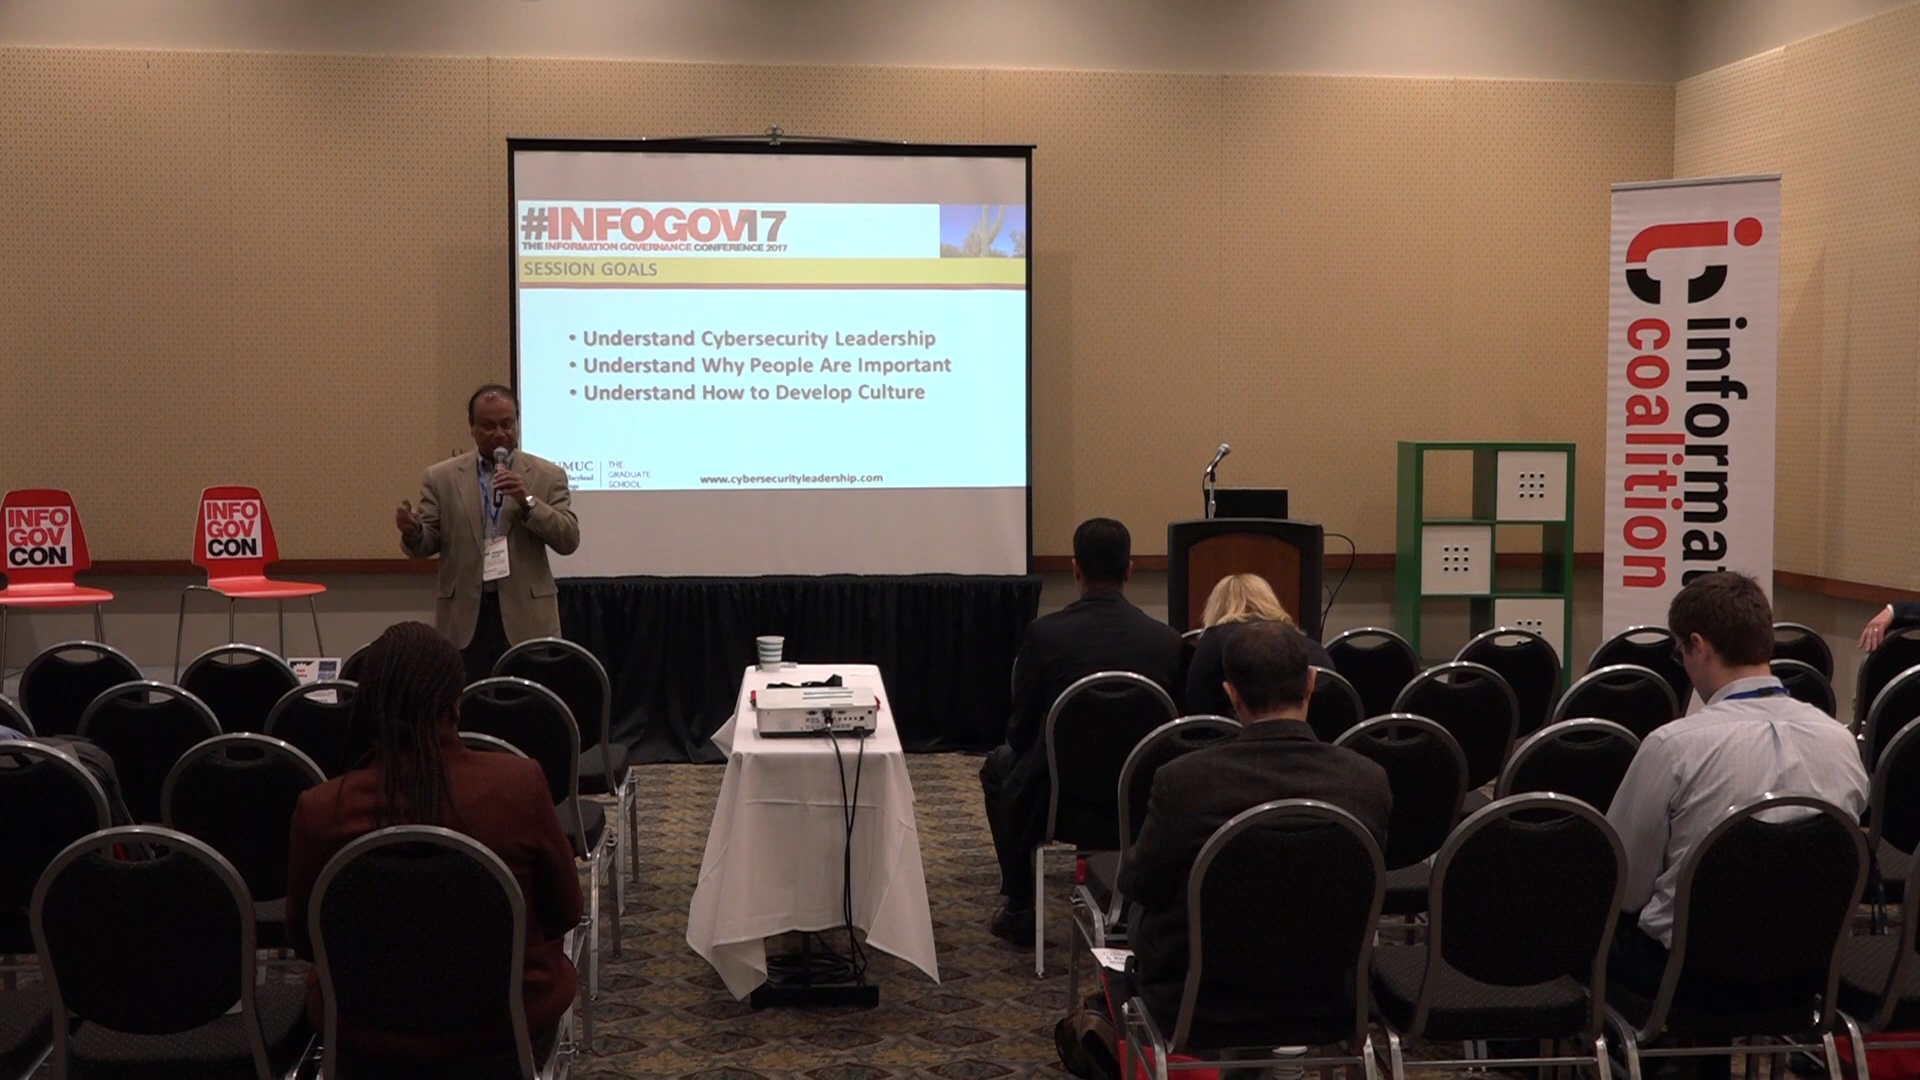 #INFOGOV17
THE INFORMATION GOVERNANCE CONFERENCE 2017
SESSION GOALS
• Understand Cybersecurity Leadership
• Understand Why People Are Important
• Understand How to Develop Culture
UMUC
THE
GRADUATE
SCHOOL
www.cybersecurityleadership.com
INFO
GOV
CON
INFO
GOV
CON
ic
informat
coalition